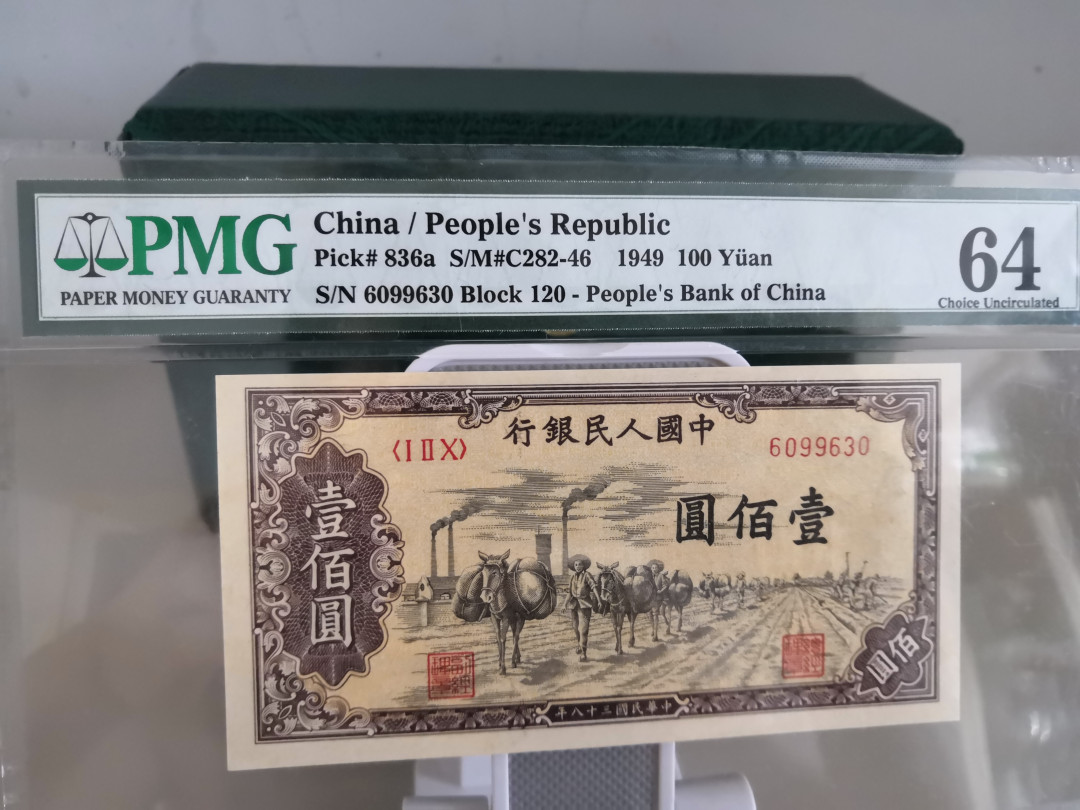 PMG
PAPER MONEY GUARANTY
China / People's Republic
Pick# 836a S/M#C282-46 1949 100 Yüan
S/N 6099630 Block 120 - People's Bank of China
64
Choice Uncirculated
中國人民銀行
〈I II X〉
6099630
壹佰圓
壹佰圓
佰圓
中華民國三十八年